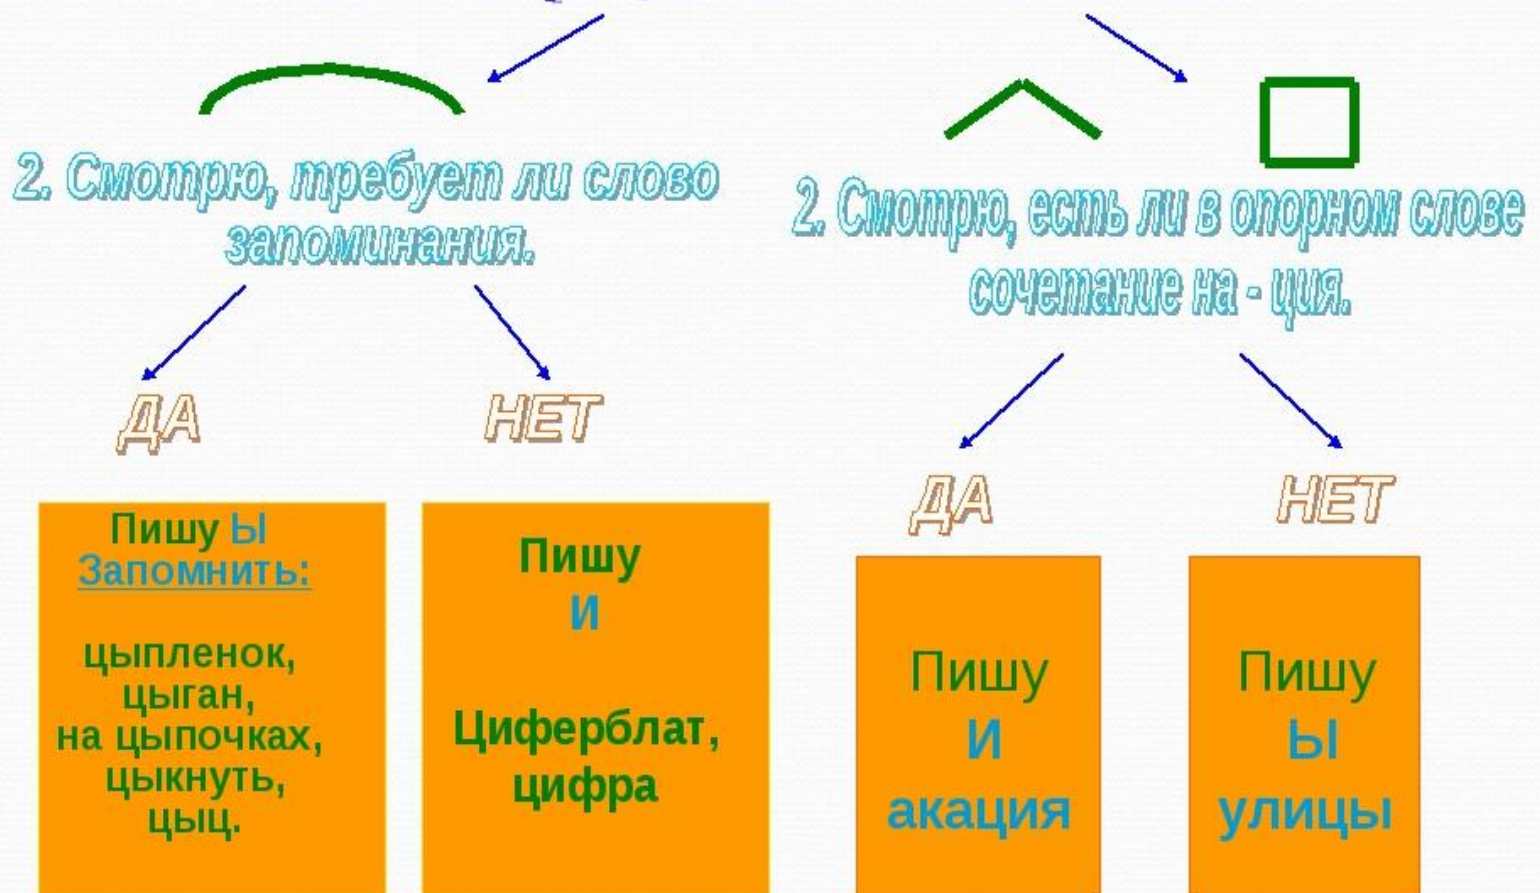 2. Смотрю, требует ли слово
запоминания.
ДА
НЕТ
Пишу Ы
Запомнить:
цыпленок,
цыган,
на цыпочках,
цыкнуть,
цыц.
Пишу
и
Циферблат,
цифра
2. Смотрю, есть ли в опорном слове
сочетание на - ция.
ДА
НЕТ
Пишу
и
акация
Пишу
ы
улицы